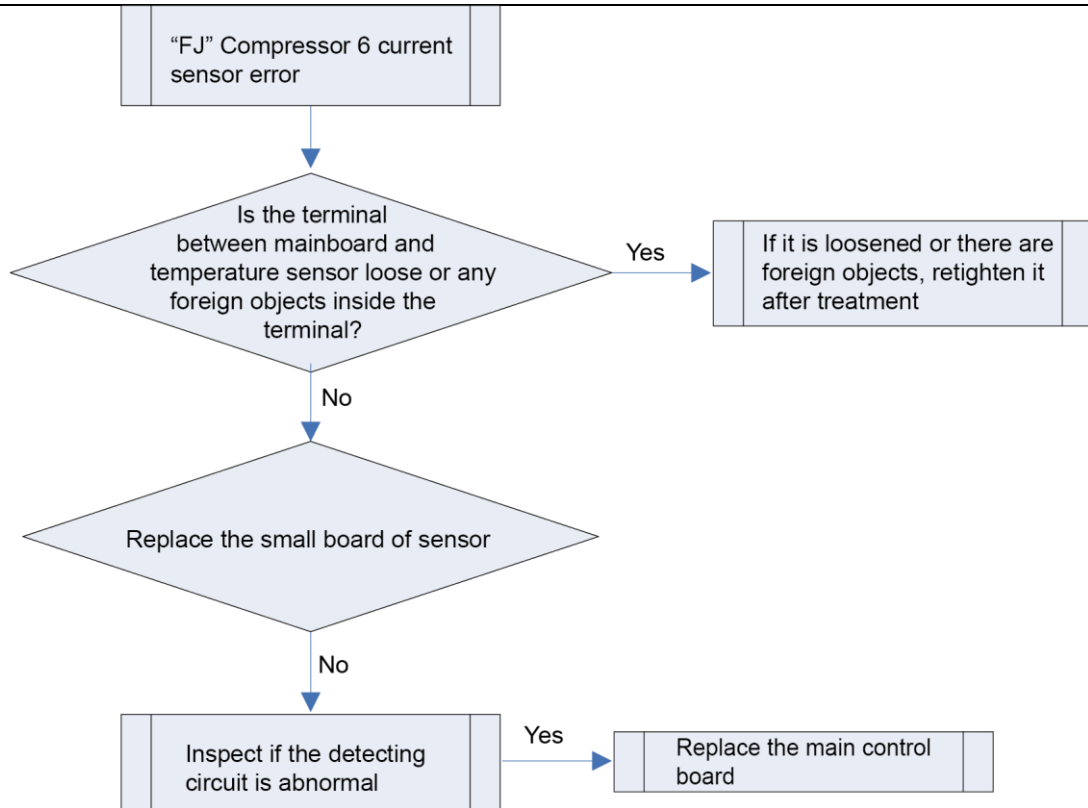 “FJ” Compressor 6 current
sensor error
Is the terminal
between mainboard and
temperature sensor loose or any
foreign objects inside the
terminal?
Yes
If it is loosened or there are
foreign objects, retighten it
after treatment
No
Replace the small board of sensor
No
Inspect if the detecting
circuit is abnormal
Yes
Replace the main control
board